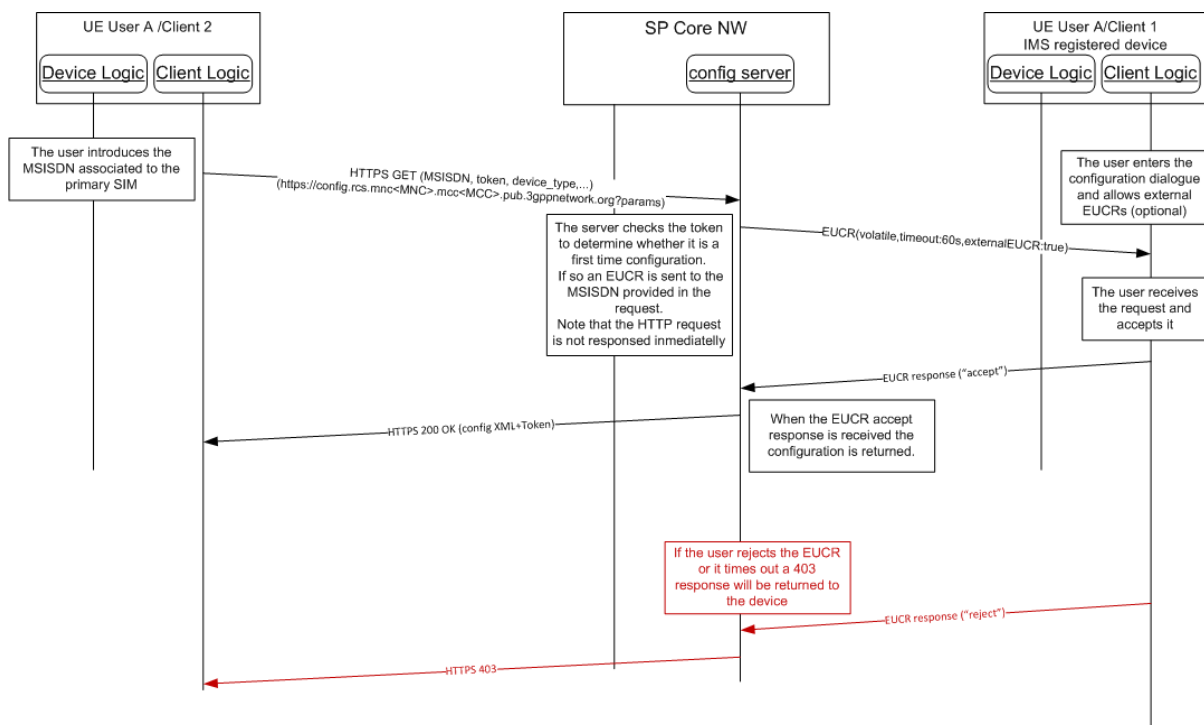 UE User A /Client 2
SP Core NW
UE User A/Client 1
IMS registered device
Device Logic
Client Logic
config server
Device Logic
Client Logic
The user introduces the
MSISDN associated to the
primary SIM
HTTPS GET (MSISDN, token, device_type,...)
(https://config.rcs.mnc<MNC>.mcc<MCC>.pub.3gppnetwork.org?params)
The user enters the
configuration dialogue
and allows external
EUCRs (optional)
The server checks the token
to determine whether it is a
first time configuration.
If so an EUCR is sent to the
MSISDN provided in the
request.
Note that the HTTP request
is not responsed inmediatelly
EUCR(volatile,timeout:60s,externalEUCR:true)
The user receives
the request and
accepts it
EUCR response (“accept”)
HTTPS 200 OK (config XML+Token)
When the EUCR accept
response is received the
configuration is returned.
If the user rejects the EUCR
or it times out a 403
response will be returned to
the device
EUCR response (“reject”)
HTTPS 403